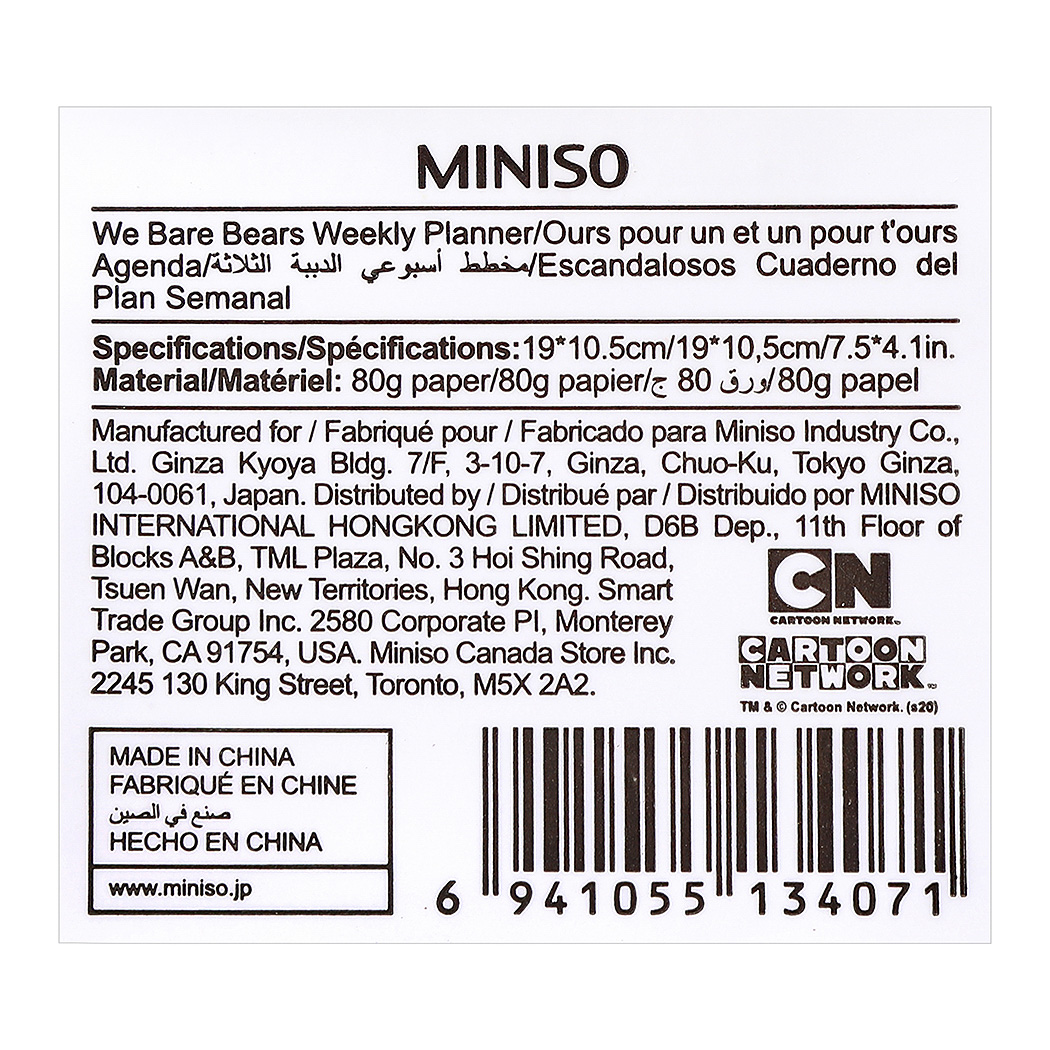 MINISO
We Bare Bears Weekly Planner/Ours pour un et un pour t'ours
Agenda/مخطط أسبوعي الدببة الثلاثة/Escandalosos Cuaderno del
Plan Semanal
Specifications/Spécifications:19*10.5cm/19*10,5cm/7.5*4.1in.
Material/Matériel: 80g paper/80g papier/ورق 80 ج/80g papel
Manufactured for / Fabriqué pour / Fabricado para Miniso Industry Co.,
Ltd. Ginza Kyoya Bldg. 7/F, 3-10-7, Ginza, Chuo-Ku, Tokyo Ginza,
104-0061, Japan. Distributed by / Distribué par / Distribuido por MINISO
INTERNATIONAL HONGKONG LIMITED, D6B Dep., 11th Floor of
Blocks A&B, TML Plaza, No. 3 Hoi Shing Road,
Tsuen Wan, New Territories, Hong Kong. Smart
Trade Group Inc. 2580 Corporate Pl, Monterey
Park, CA 91754, USA. Miniso Canada Store Inc.
2245 130 King Street, Toronto, M5X 2A2.
CN
CARTOON NETWORK™
CARTOON
NETWORK™
TM & © Cartoon Network. (s20)
MADE IN CHINA
FABRIQUÉ EN CHINE
صنع في الصين
HECHO EN CHINA
www.miniso.jp
6 941055 134071